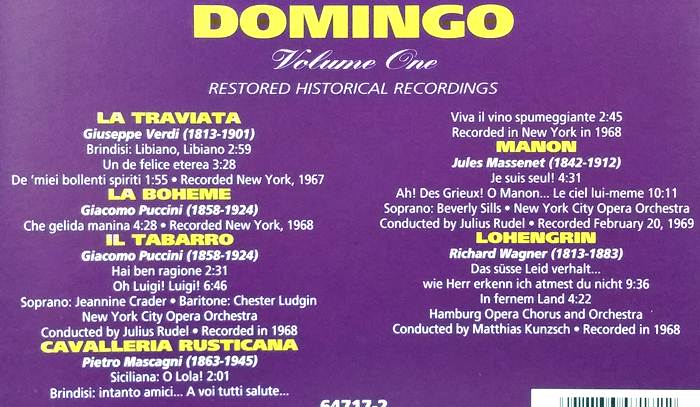 DOMINGO
Volume One
RESTORED HISTORICAL RECORDINGS
LA TRAVIATA
Giuseppe Verdi (1813-1901)
Brindisi: Libiano, Libiano 2:59
Un de felice eterea 3:28
De 'miei bollenti spiriti 1:55 • Recorded New York, 1967
LA BOHEME
Giacomo Puccini (1858-1924)
Che gelida manina 4:28 • Recorded New York, 1968
IL TABARRO
Giacomo Puccini (1858-1924)
Hai ben ragione 2:31
Oh Luigi! Luigi! 6:46
Soprano: Jeannine Crader • Baritone: Chester Ludgin
New York City Opera Orchestra
Conducted by Julius Rudel • Recorded in 1968
CAVALLERIA RUSTICANA
Pietro Mascagni (1863-1945)
Siciliana: O Lola! 2:01
Brindisi: intanto amici... A voi tutti salute...
Viva il vino spumeggiante 2:45
Recorded in New York in 1968
MANON
Jules Massenet (1842-1912)
Je suis seul! 4:31
Ah! Des Grieux! O Manon... Le ciel lui-meme 10:11
Soprano: Beverly Sills • New York City Opera Orchestra
Conducted by Julius Rudel • Recorded February 20, 1969
LOHENGRIN
Richard Wagner (1813-1883)
Das süsse Leid verhalt...
wie Herr erkenn ich atmest du nicht 9:36
In fernem Land 4:22
Hamburg Opera Chorus and Orchestra
Conducted by Matthias Kunzsch • Recorded in 1968
64717-2